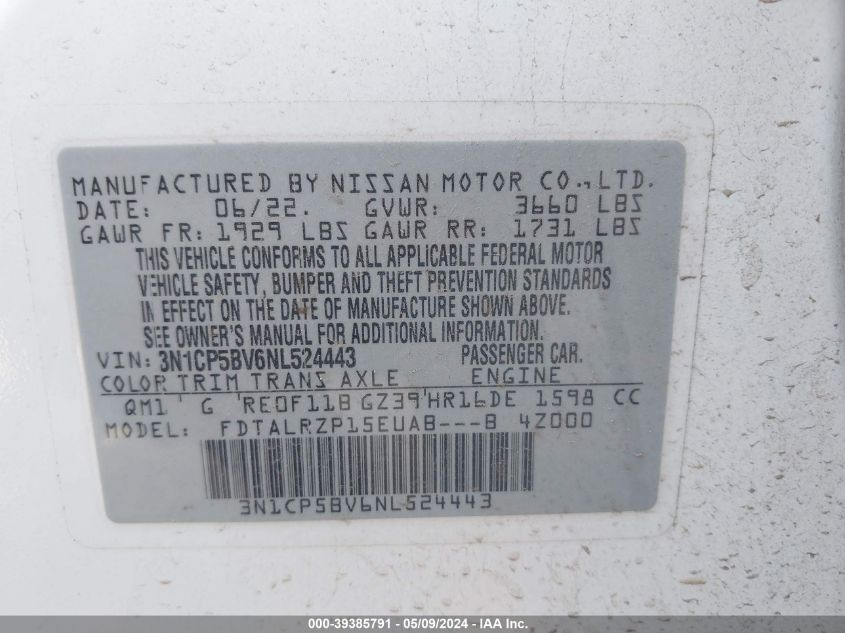 MANUFACTURED BY NISSAN MOTOR CO., LTD.
DATE: 06/22. GVWR: 3660 LBS
GAWR FR: 1929 LBS GAWR RR: 1731 LBS
THIS VEHICLE CONFORMS TO ALL APPLICABLE FEDERAL MOTOR
VEHICLE SAFETY, BUMPER AND THEFT PREVENTION STANDARDS
IN EFFECT ON THE DATE OF MANUFACTURE SHOWN ABOVE.
SEE OWNER'S MANUAL FOR ADDITIONAL INFORMATION.
VIN: 3N1CP5BV6NL524443 PASSENGER CAR.
COLOR TRIM TRANS AXLE ENGINE
QM1 ' G 'RE0F11B GZ39'HR16DE 1598 CC
MODEL: FDTALRZP15EUAB---B 4Z000
3N1CP5BV6NL524443
000-39385791 - 05/09/2024 - IAA Inc.